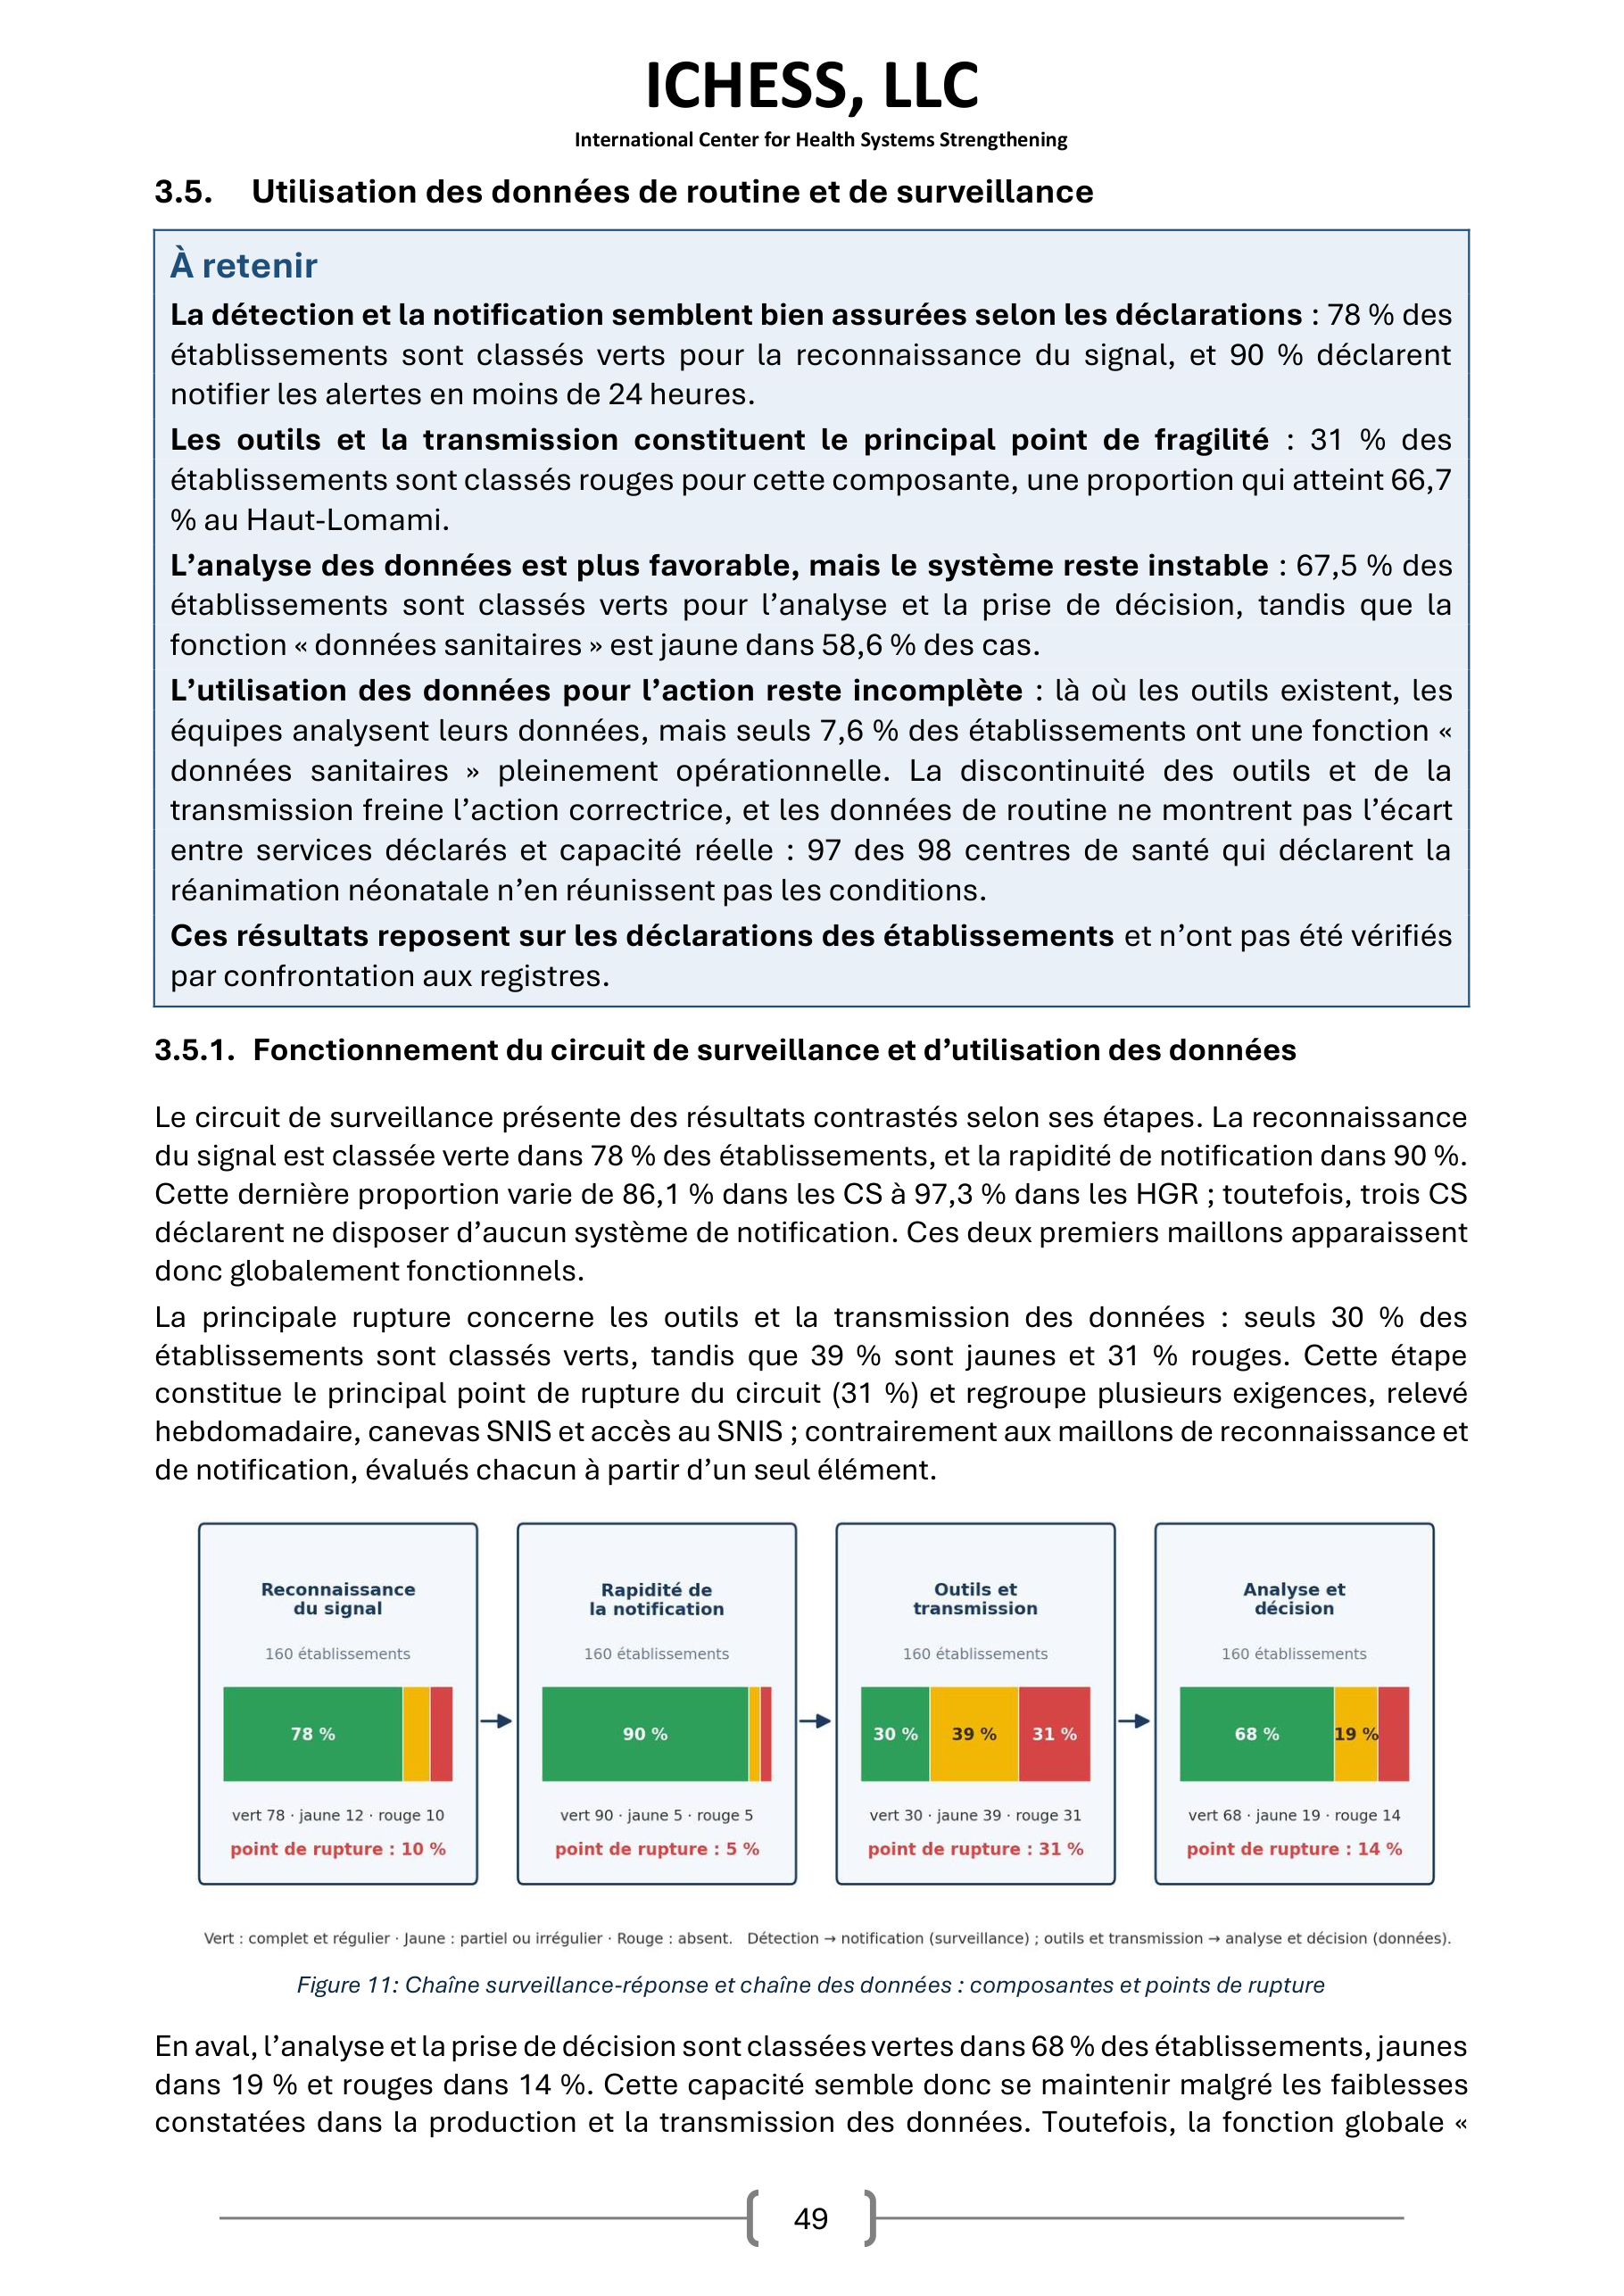 ICHESS, LLC
International Center for Health Systems Strengthening
3.5. Utilisation des données de routine et de surveillance
À retenir
La détection et la notification semblent bien assurées selon les déclarations : 78 % des
établissements sont classés verts pour la reconnaissance du signal, et 90 % déclarent
notifier les alertes en moins de 24 heures.
Les outils et la transmission constituent le principal point de fragilité : 31 % des
établissements sont classés rouges pour cette composante, une proportion qui atteint 66,7
% au Haut-Lomami.
L’analyse des données est plus favorable, mais le système reste instable : 67,5 % des
établissements sont classés verts pour l’analyse et la prise de décision, tandis que la
fonction « données sanitaires » est jaune dans 58,6 % des cas.
L’utilisation des données pour l’action reste incomplète : là où les outils existent, les
équipes analysent leurs données, mais seuls 7,6 % des établissements ont une fonction «
données sanitaires » pleinement opérationnelle. La discontinuité des outils et de la
transmission freine l’action correctrice, et les données de routine ne montrent pas l’écart
entre services déclarés et capacité réelle : 97 des 98 centres de santé qui déclarent la
réanimation néonatale n’en réunissent pas les conditions.
Ces résultats reposent sur les déclarations des établissements et n’ont pas été vérifiés
par confrontation aux registres.
3.5.1. Fonctionnement du circuit de surveillance et d’utilisation des données
Le circuit de surveillance présente des résultats contrastés selon ses étapes. La reconnaissance
du signal est classée verte dans 78 % des établissements, et la rapidité de notification dans 90 %.
Cette dernière proportion varie de 86,1 % dans les CS à 97,3 % dans les HGR ; toutefois, trois CS
déclarent ne disposer d’aucun système de notification. Ces deux premiers maillons apparaissent
donc globalement fonctionnels.
La principale rupture concerne les outils et la transmission des données : seuls 30 % des
établissements sont classés verts, tandis que 39 % sont jaunes et 31 % rouges. Cette étape
constitue le principal point de rupture du circuit (31 %) et regroupe plusieurs exigences, relevé
hebdomadaire, canevas SNIS et accès au SNIS ; contrairement aux maillons de reconnaissance et
de notification, évalués chacun à partir d’un seul élément.
Reconnaissance
du signal
160 établissements
78 %
vert 78 · jaune 12 · rouge 10
point de rupture : 10 %
Rapidité de
la notification
160 établissements
90 %
vert 90 · jaune 5 · rouge 5
point de rupture : 5 %
Outils et
transmission
160 établissements
30 % 39 % 31 %
vert 30 · jaune 39 · rouge 31
point de rupture : 31 %
Analyse et
décision
160 établissements
68 % 19 %
vert 68 · jaune 19 · rouge 14
point de rupture : 14 %
Vert : complet et régulier · Jaune : partiel ou irrégulier · Rouge : absent. Détection → notification (surveillance) ; outils et transmission → analyse et décision (données).
Figure 11: Chaîne surveillance-réponse et chaîne des données : composantes et points de rupture
En aval, l’analyse et la prise de décision sont classées vertes dans 68 % des établissements, jaunes
dans 19 % et rouges dans 14 %. Cette capacité semble donc se maintenir malgré les faiblesses
constatées dans la production et la transmission des données. Toutefois, la fonction globale «
49